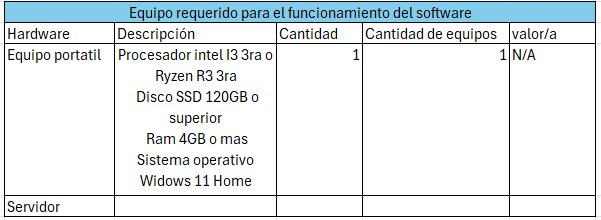 Equipo requerido para el funcionamiento del software
Hardware Descripción Cantidad Cantidad de equipos valor/a
Equipo portatil Procesador intel I3 3ra o 1 1 N/A
Ryzen R3 3ra
Disco SSD 120GB o
superior
Ram 4GB o mas
Sistema operativo
Widows 11 Home
Servidor